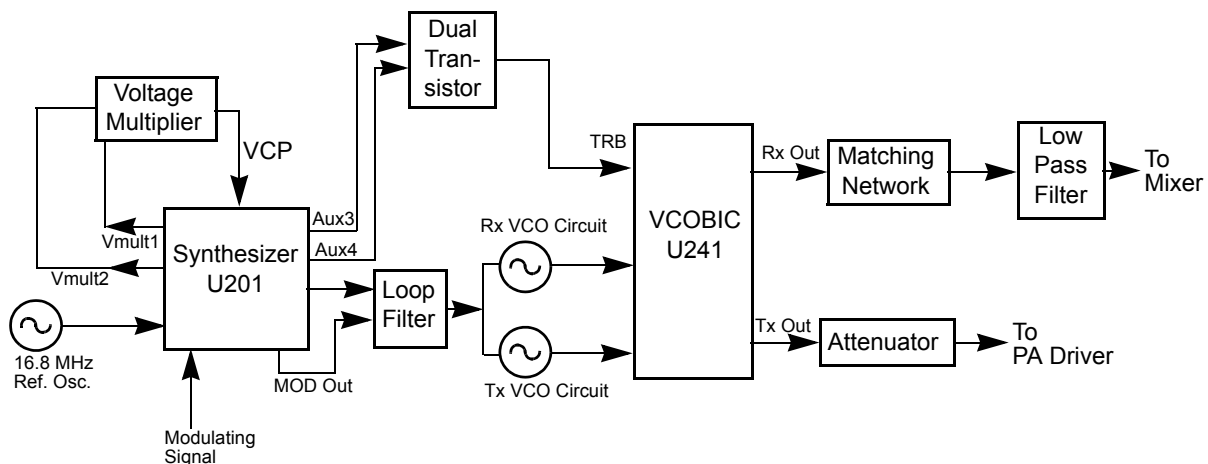 Voltage
Multiplier
VCP
Dual
Tran-
sistor
Aux3
Aux4
Vmult1
Vmult2
Synthesizer
U201
16.8 MHz
Ref. Osc.
Modulating
Signal
MOD Out
Loop
Filter
Rx VCO Circuit
Tx VCO Circuit
TRB
VCOBIC
U241
Rx Out
Matching
Network
Low
Pass
Filter
To
Mixer
Tx Out
Attenuator
To
PA Driver